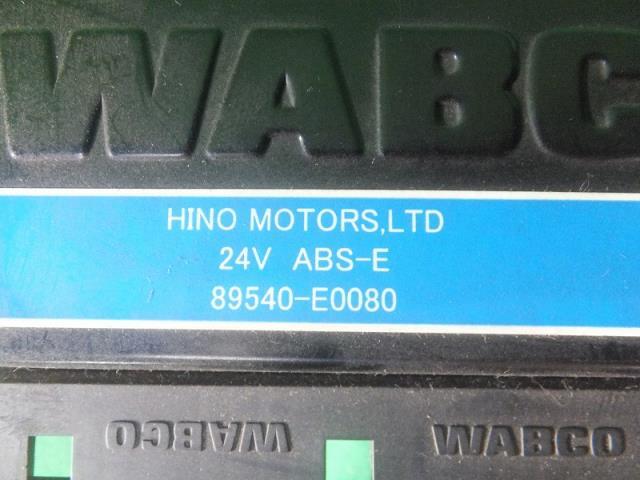 WABC
HINO MOTORS,LTD
24V ABS-E
89540-E0080
WABCO WABCO